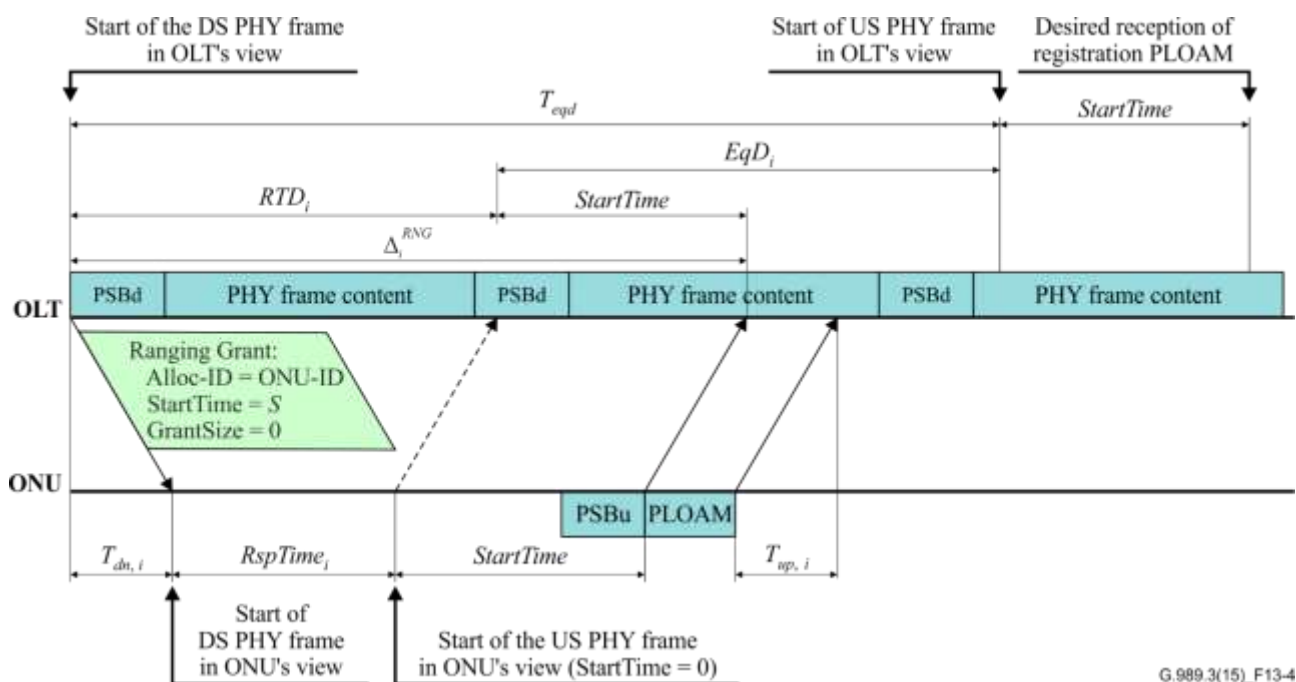 Start of the DS PHY frame
in OLT's view
Start of US PHY frame
in OLT's view
Desired reception of
registration PLOAM
T_eqd
StartTime
EqD_i
RTD_i
StartTime
Δ_i^RNG
PSBd
PHY frame content
PSBd
PHY frame content
PSBd
PHY frame content
OLT
Ranging Grant:
Alloc-ID = ONU-ID
StartTime = S
GrantSize = 0
ONU
PSBu
PLOAM
T_dn, i
RspTime_i
StartTime
T_up, i
Start of
DS PHY frame
in ONU's view
Start of the US PHY frame
in ONU's view (StartTime = 0)
G.989.3(15)_F13-4